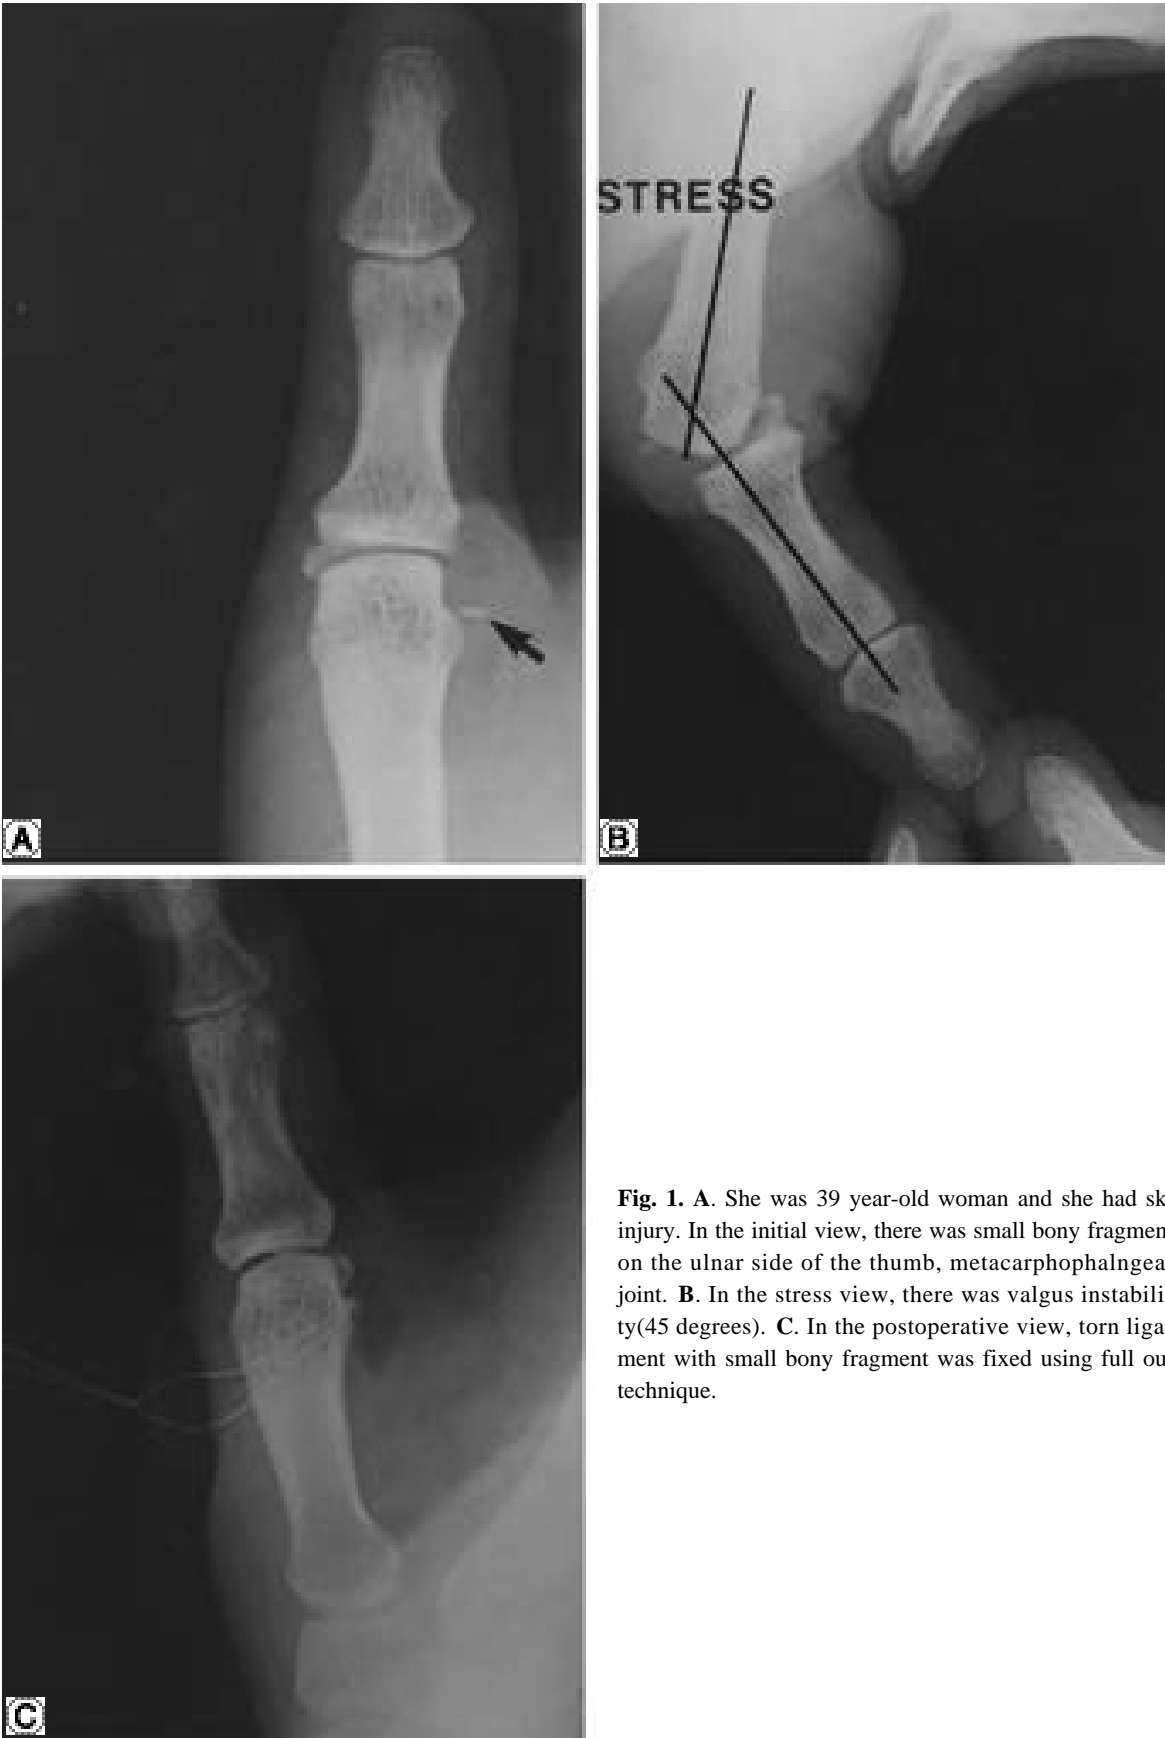 STRESS
A
B
C
Fig. 1. A. She was 39 year-old woman and she had sk
injury. In the initial view, there was small bony fragmen
on the ulnar side of the thumb, metacarphophalngea
joint. B. In the stress view, there was valgus instabili
ty(45 degrees). C. In the postoperative view, torn liga
ment with small bony fragment was fixed using full ou
technique.